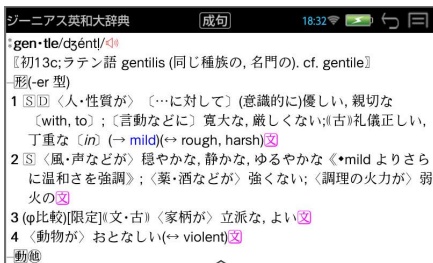 ジーニアス英和大辞典 成句 18:32
gen・tle/dʒéntl/
〖初13c;ラテン語 gentilis (同じ種族の, 名門の). cf. gentile〗
─形(-er 型)
1 S D 〈人・性質が〉〔…に対して〕(意識的に)優しい, 親切な
〔with, to〕;〔言動などに〕寛大な, 厳しくない;⦅古⦆礼儀正しい,
丁重な〔in〕(→ mild)(↔ rough, harsh)文
2 S 〈風・声などが〉穏やかな, 静かな, ゆるやかな《◆mild よりさら
に温和さを強調》;〈薬・酒などが〉強くない;〈調理の火力が〉弱
火の文
3 (φ比較)[限定]⦅文・古⦆〈家柄が〉立派な, よい文
4 〈動物が〉おとなしい(↔ violent)文
─動他